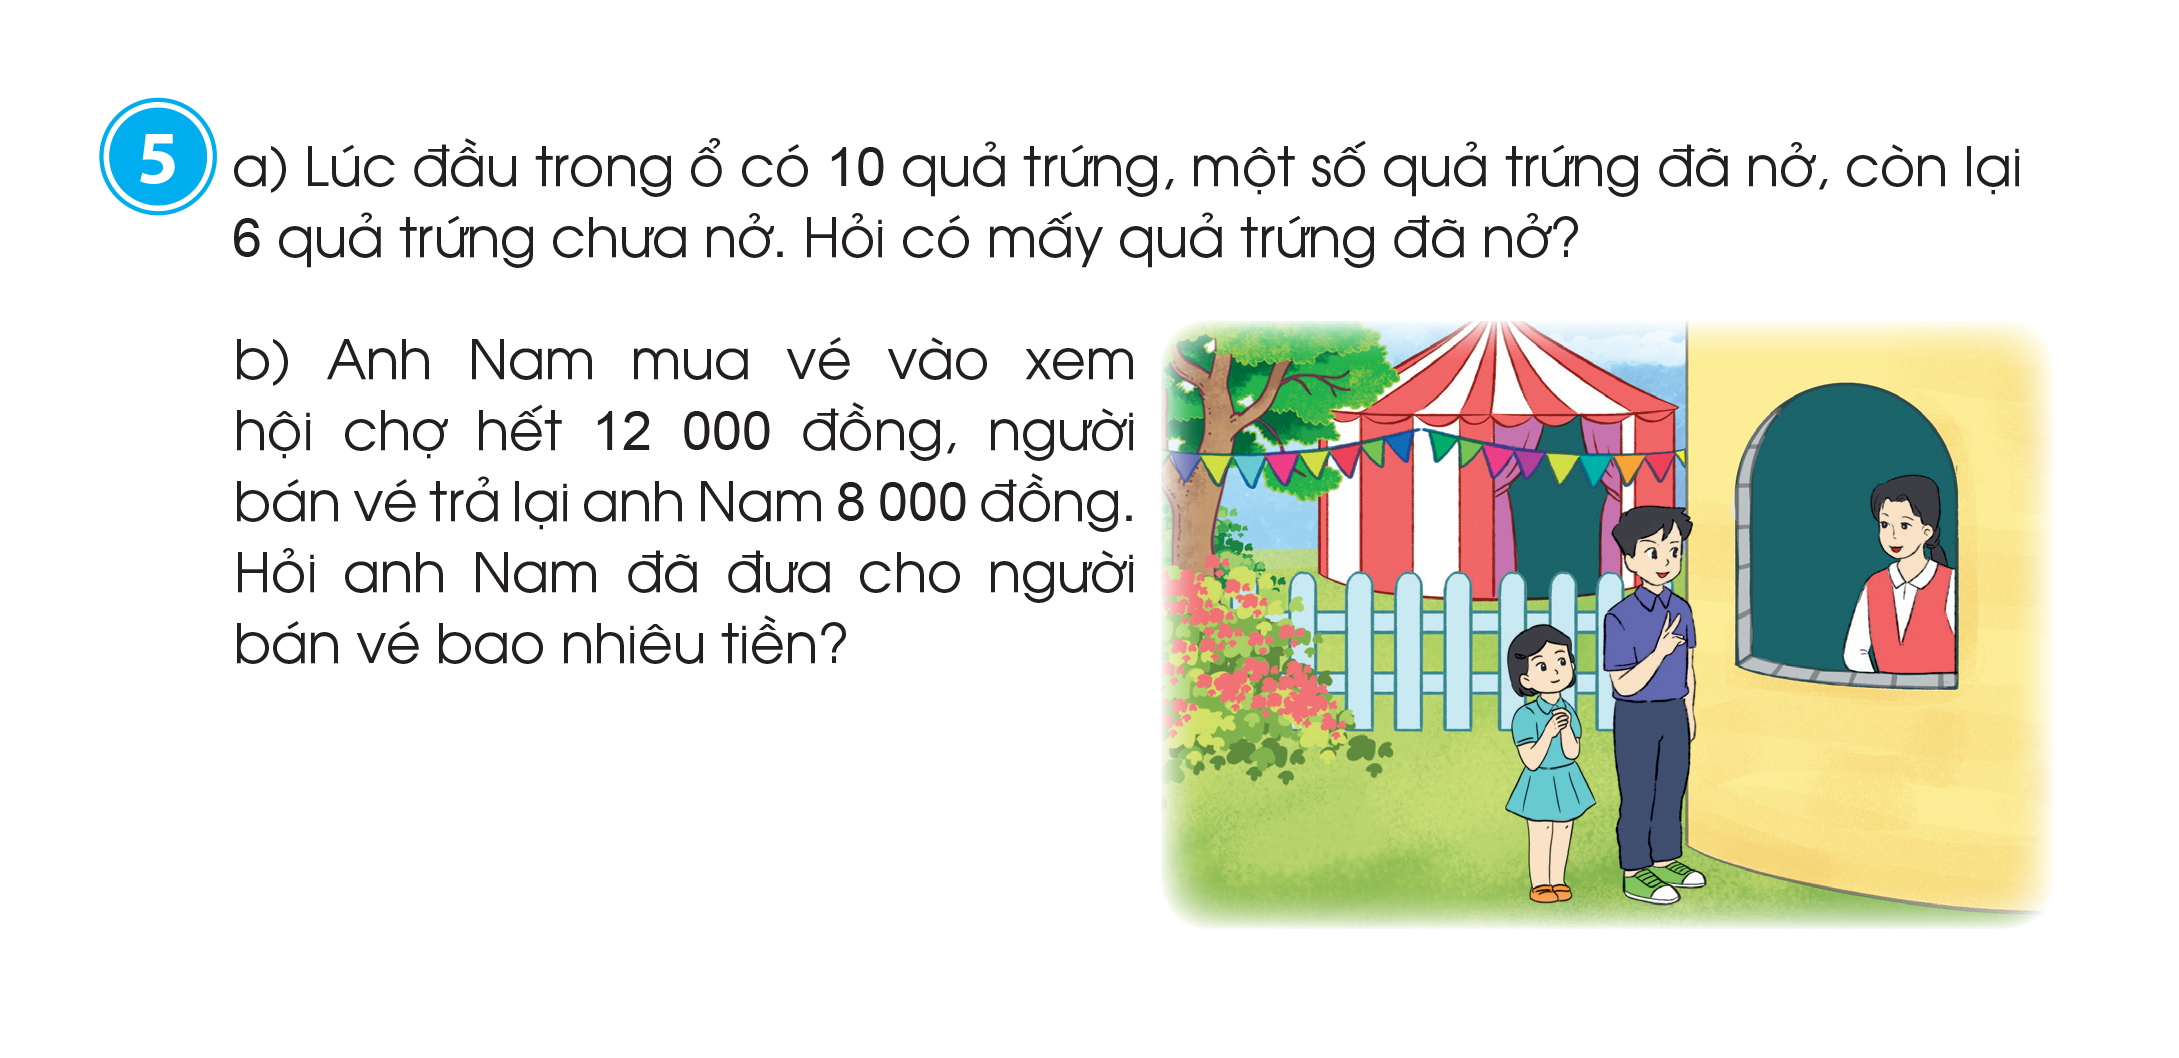 5
a) Lúc đầu trong ổ có 10 quả trứng, một số quả trứng đã nở, còn lại
6 quả trứng chưa nở. Hỏi có mấy quả trứng đã nở?
b) Anh Nam mua vé vào xem
hội chợ hết 12 000 đồng, người
bán vé trả lại anh Nam 8 000 đồng.
Hỏi anh Nam đã đưa cho người
bán vé bao nhiêu tiền?